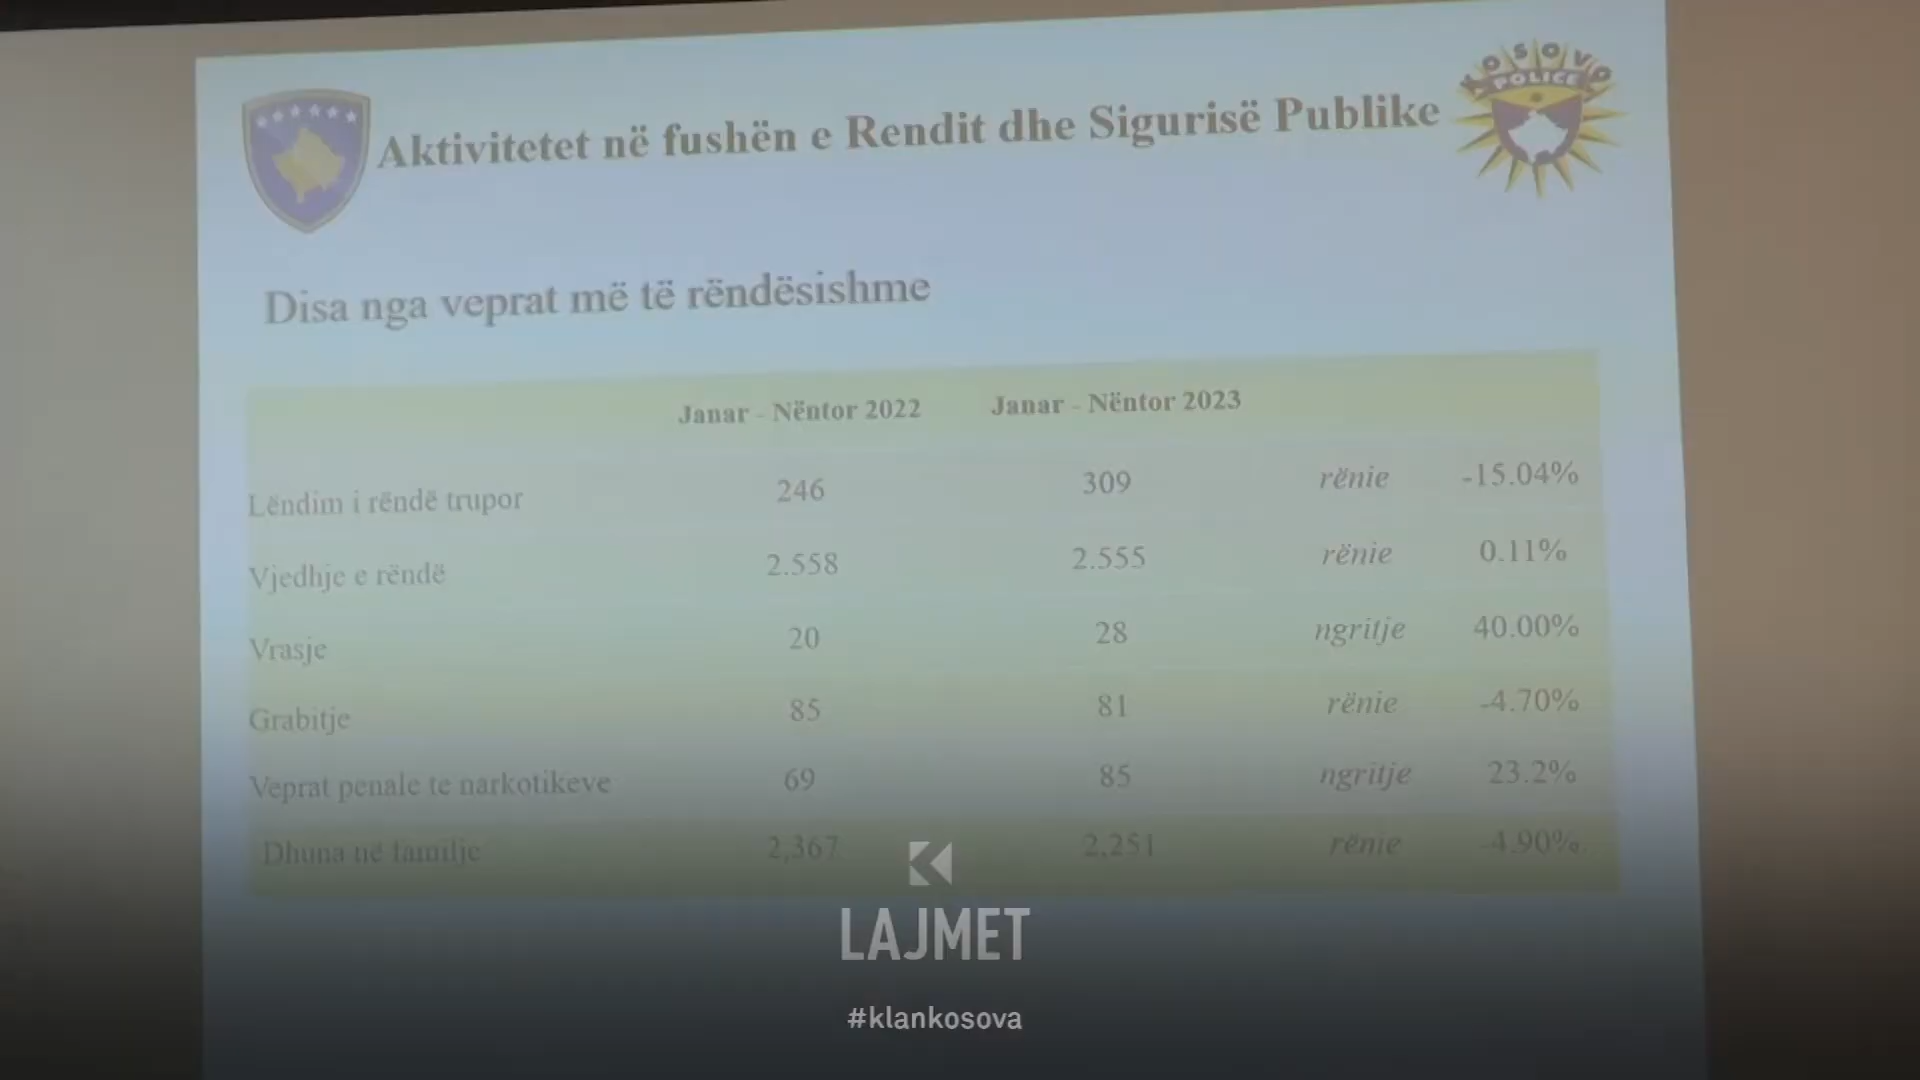 KOSOVO
POLICE
Aktivitetet në fushën e Rendit dhe Sigurisë Publike
Disa nga veprat më të rëndësishme
Janar - Nëntor 2022 Janar - Nëntor 2023
Lëndim i rëndë trupor 246 309 rënie -15.04%
Vjedhje e rëndë 2.558 2.555 rënie 0.11%
Vrasje 20 28 ngritje 40.00%
Grabitje 85 81 rënie -4.70%
Veprat penale te narkotikeve 69 85 ngritje 23.2%
Dhuna në familje 2,367 2,251 rënie -4.90%
LAJMET
#klankosova